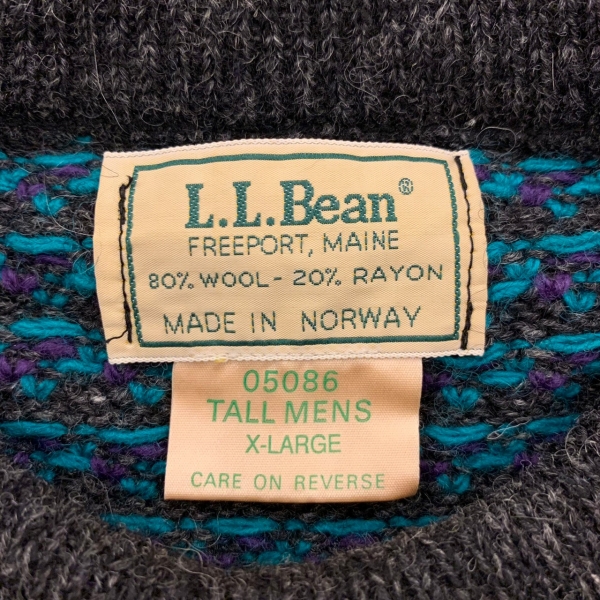 L.L.Bean®
FREEPORT, MAINE
80% WOOL - 20% RAYON
MADE IN NORWAY
05086
TALL MENS
X-LARGE
CARE ON REVERSE